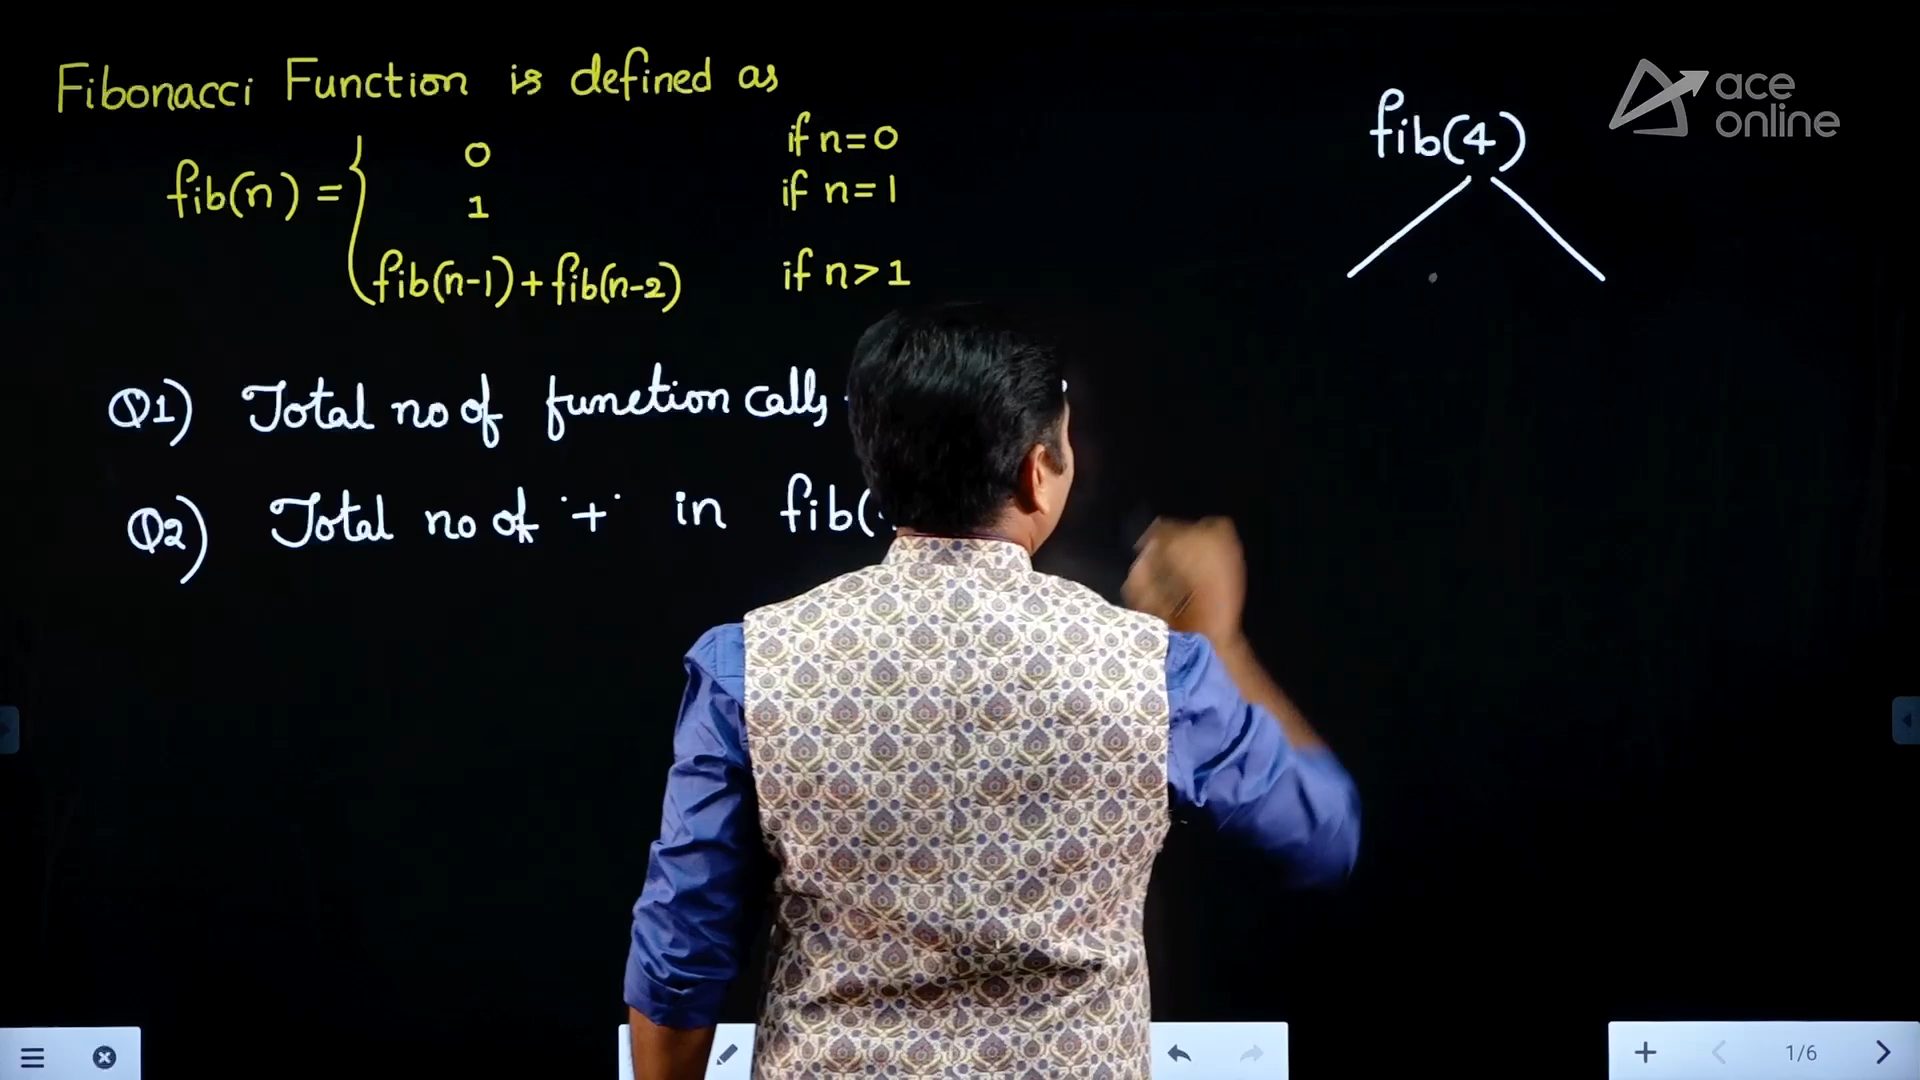 Fibonacci Function is defined as
fib(n) = { 0 if n=0
1 if n=1
fib(n-1)+fib(n-2) if n>1
Q1) Total no of function calls
Q2) Total no of '+' in fib(
fib(4)
ace
online
1/6